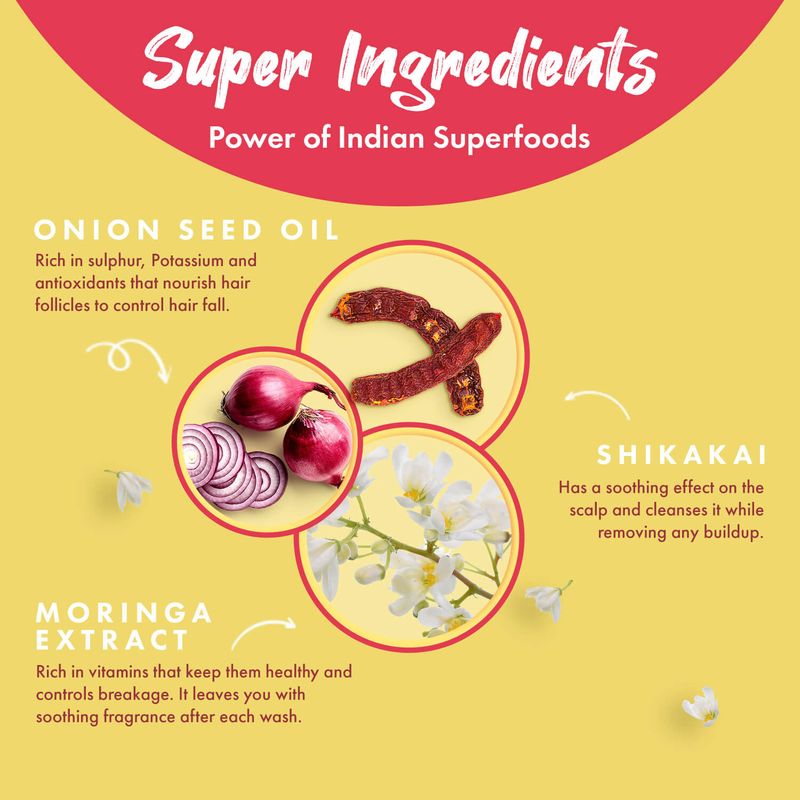 Super Ingredients
Power of Indian Superfoods
ONION SEED OIL
Rich in sulphur, Potassium and
antioxidants that nourish hair
follicles to control hair fall.
SHIKAKAI
Has a soothing effect on the
scalp and cleanses it while
removing any buildup.
MORINGA
EXTRACT
Rich in vitamins that keep them healthy and
controls breakage. It leaves you with
soothing fragrance after each wash.